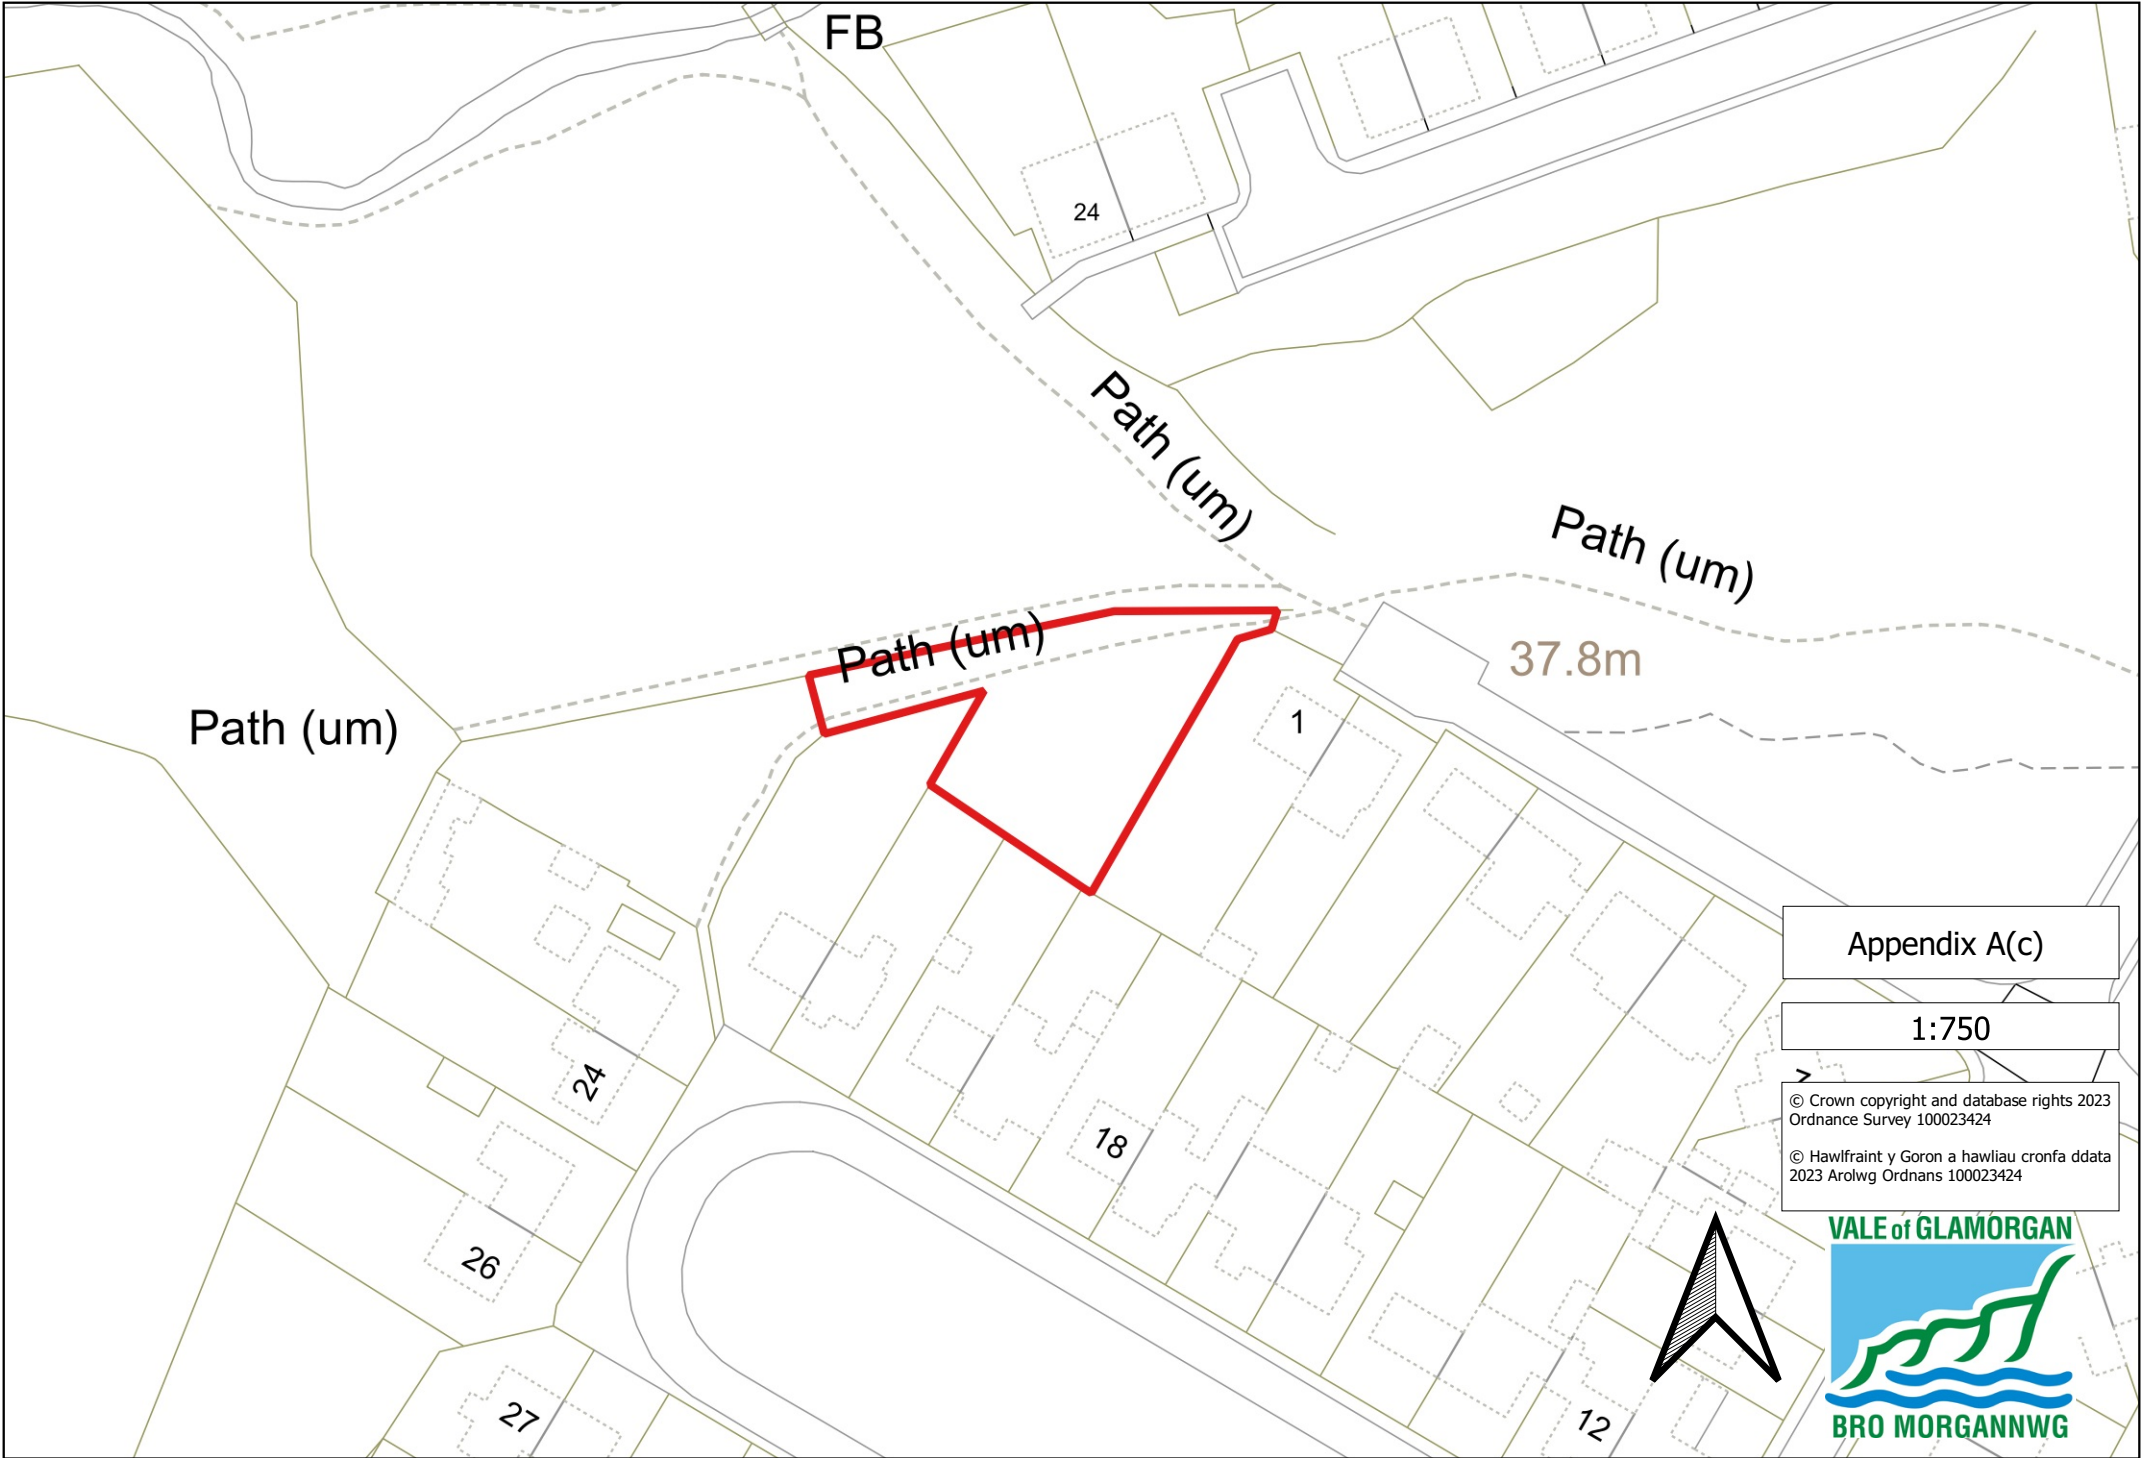 FB
24
Path (um)
Path (um)
Path (um)
37.8m
Path (um)
1
Appendix A(c)
1:750
7
© Crown copyright and database rights 2023
Ordnance Survey 100023424
© Hawlfraint y Goron a hawliau cronfa ddata
2023 Arolwg Ordnans 100023424
24
18
26
27
12
VALE of GLAMORGAN
BRO MORGANNWG